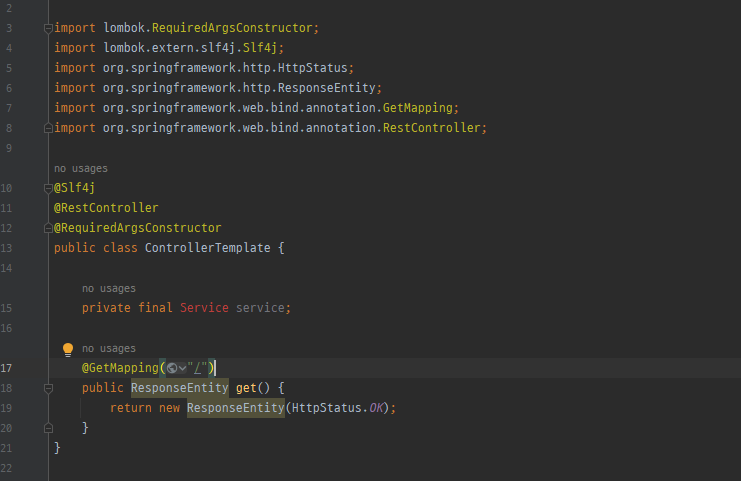 2
3 import lombok.RequiredArgsConstructor;
4 import lombok.extern.slf4j.Slf4j;
5 import org.springframework.http.HttpStatus;
6 import org.springframework.http.ResponseEntity;
7 import org.springframework.web.bind.annotation.GetMapping;
8 import org.springframework.web.bind.annotation.RestController;
9
no usages
10 @Slf4j
11 @RestController
12 @RequiredArgsConstructor
13 public class ControllerTemplate {
14
no usages
15 private final Service service;
16
no usages
17 @GetMapping("/")
18 public ResponseEntity get() {
19 return new ResponseEntity(HttpStatus.OK);
20 }
21 }
22